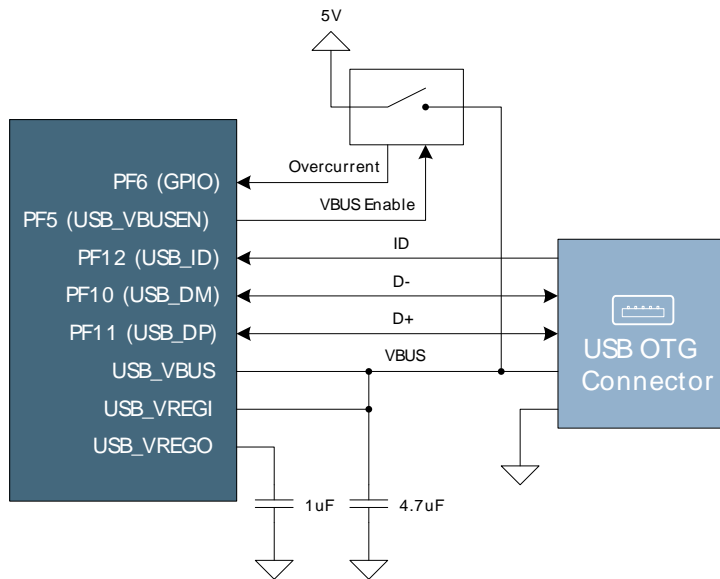 5V
Overcurrent
PF6 (GPIO)
VBUS Enable
PF5 (USB_VBUSEN)
ID
PF12 (USB_ID)
D-
PF10 (USB_DM)
D+
PF11 (USB_DP)
VBUS
USB_VBUS
USB_VREGI
USB_VREGO
USB OTG
Connector
1uF
4.7uF